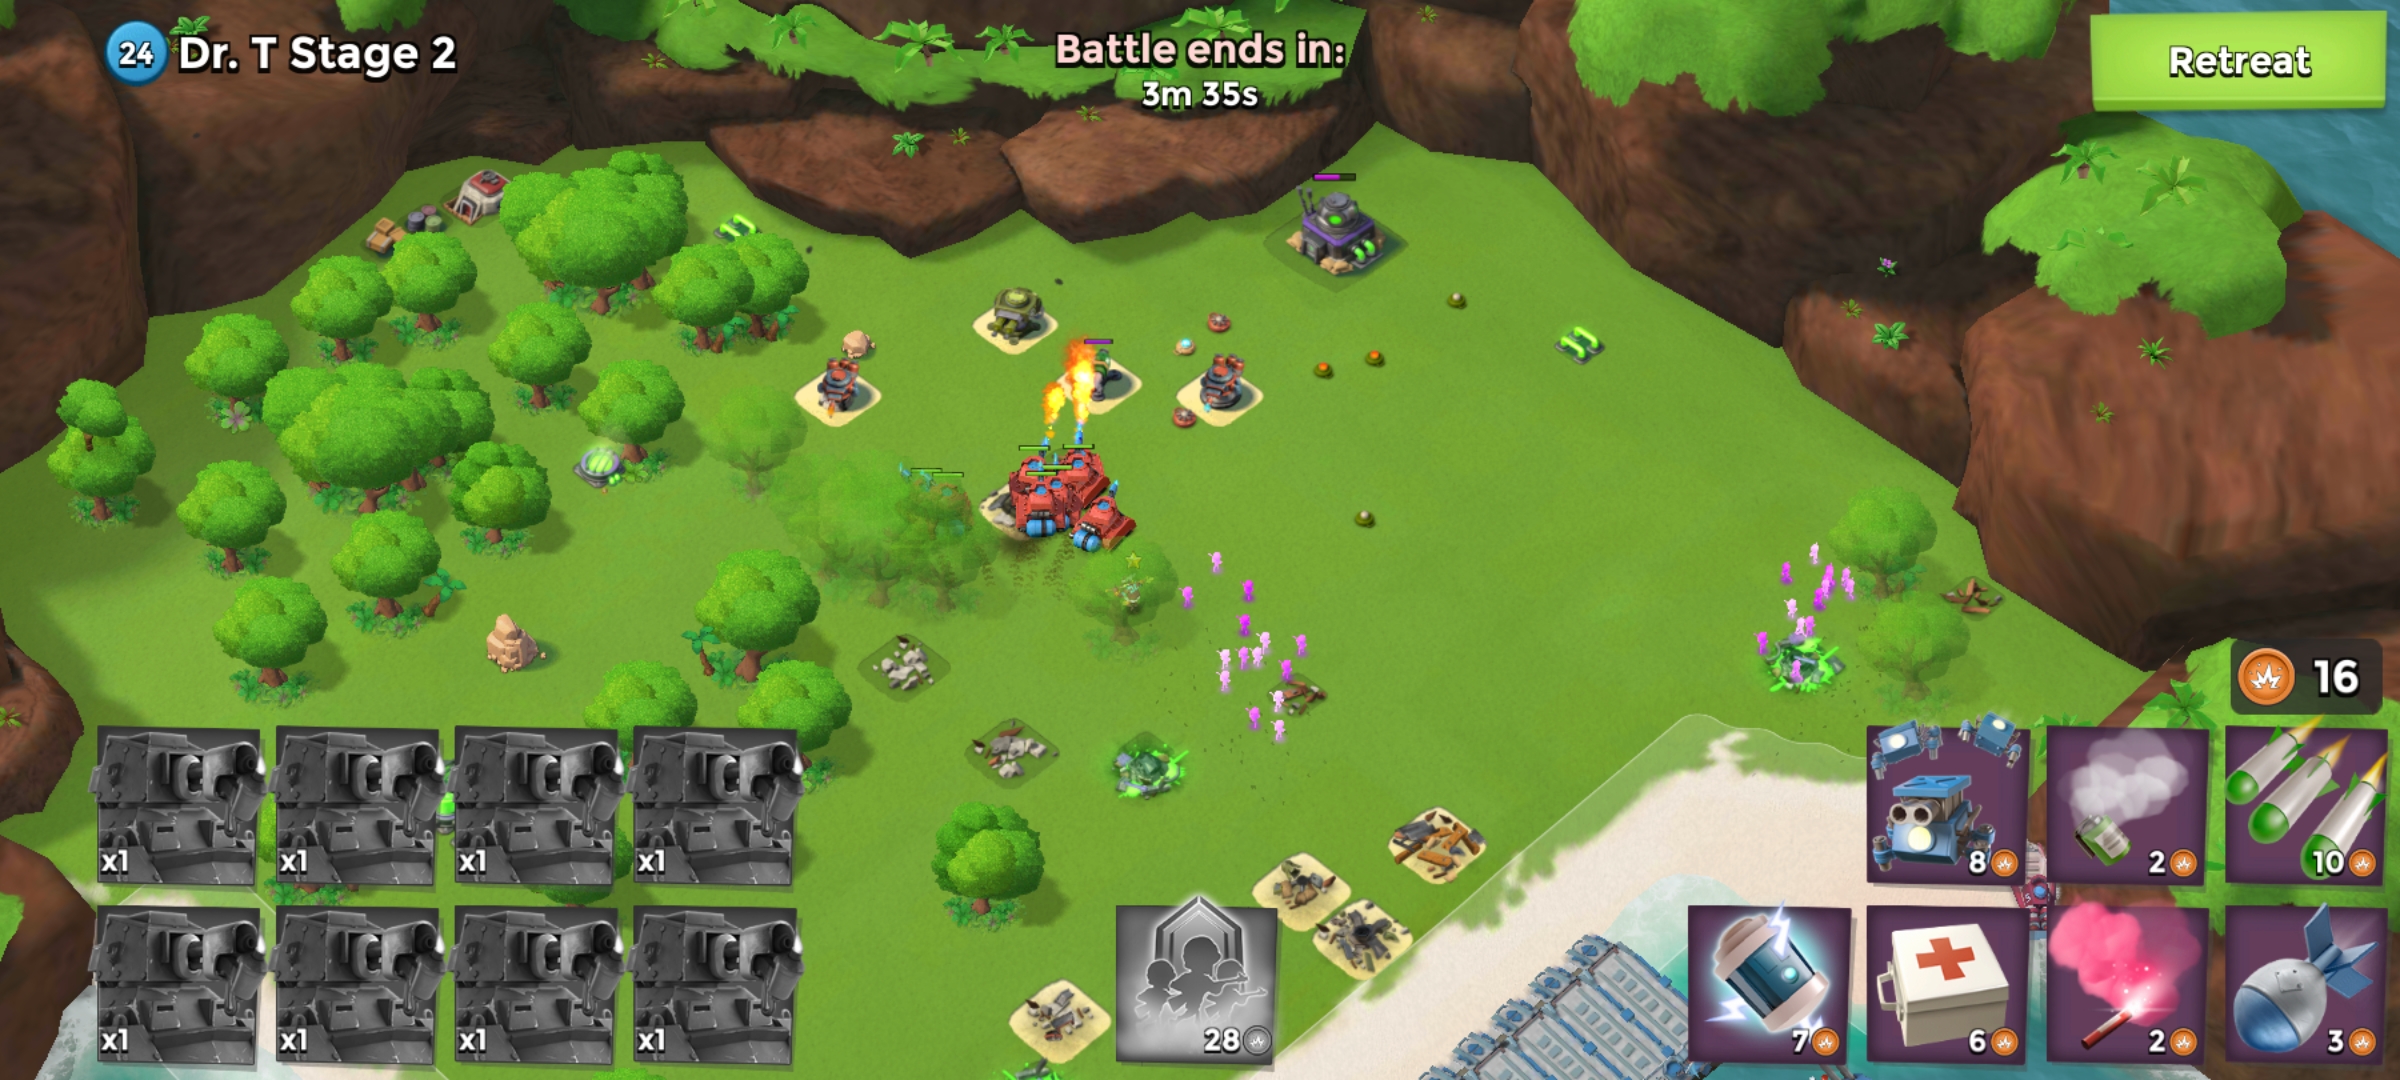 24 Dr. T Stage 2
Battle ends in:
3m 35s
Retreat
16
x1 x1 x1 x1
8 2 10
x1 x1 x1 x1
28 7 6 2 3